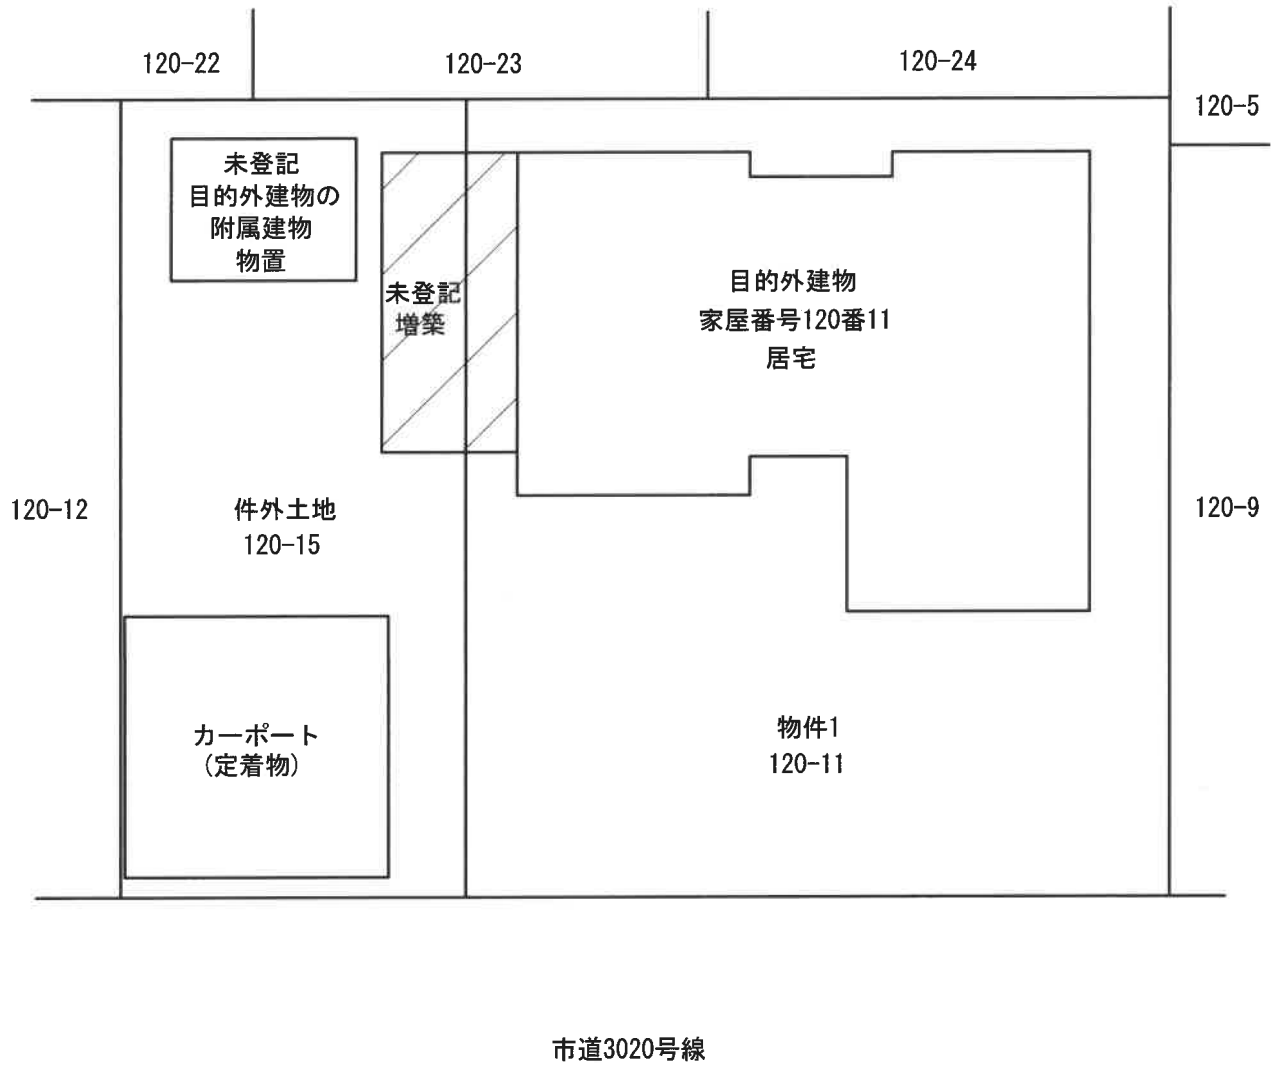 120-22
120-23
120-24
120-5
未登記
目的外建物の
附属建物
物置
未登記
増築
目的外建物
家屋番号120番11
居宅
120-12
件外土地
120-15
120-9
カーポート
(定着物)
物件1
120-11
市道3020号線